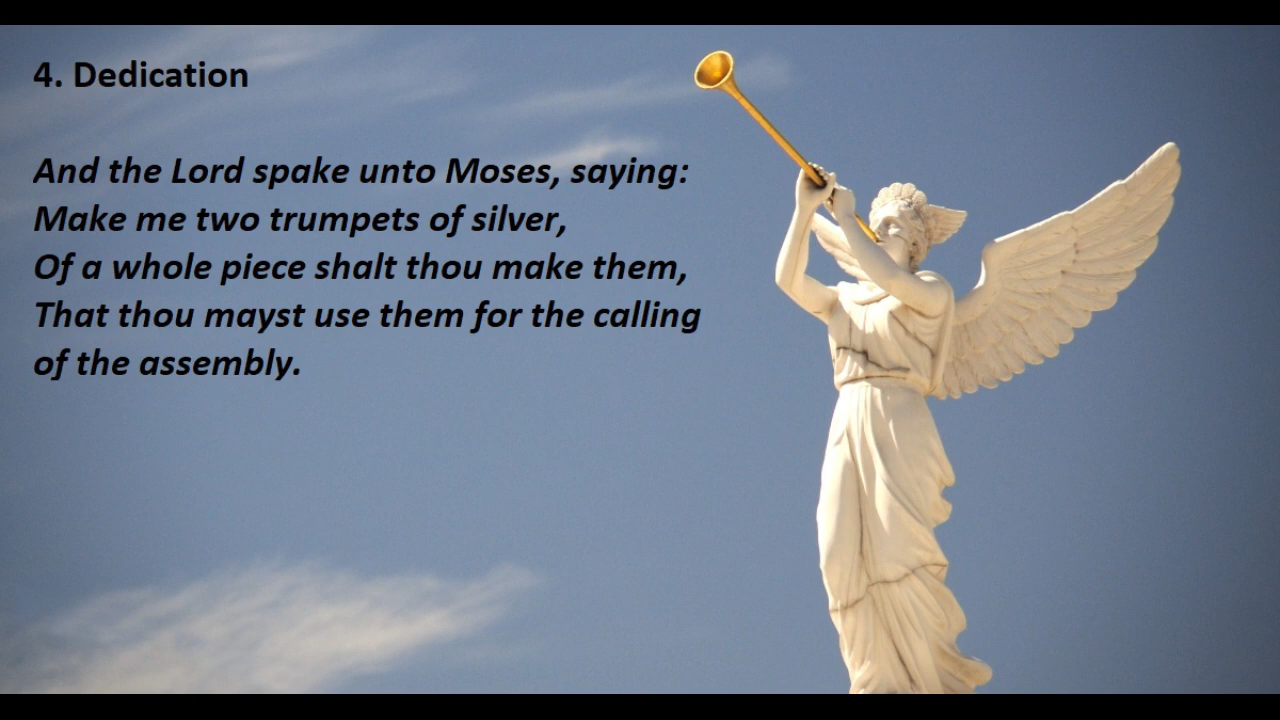 4. Dedication
And the Lord spake unto Moses, saying:
Make me two trumpets of silver,
Of a whole piece shalt thou make them,
That thou mayst use them for the calling
of the assembly.